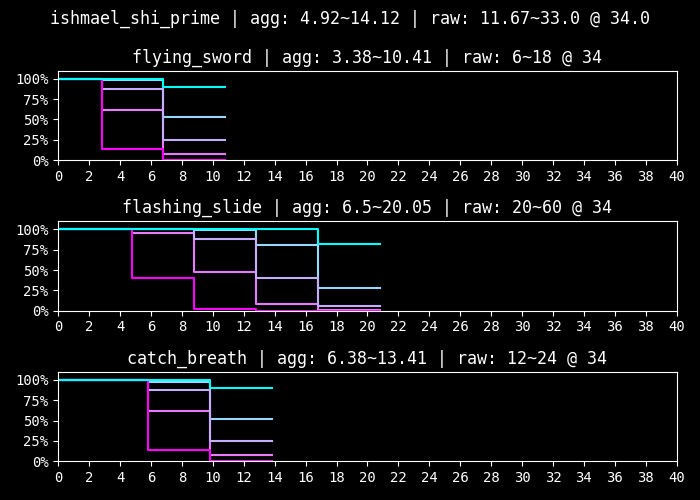 ishmael_shi_prime | agg: 4.92~14.12 | raw: 11.67~33.0 @ 34.0
flying_sword | agg: 3.38~10.41 | raw: 6~18 @ 34
100%
75%
50%
25%
0%
0 2 4 6 8 10 12 14 16 18 20 22 24 26 28 30 32 34 36 38 40
flashing_slide | agg: 6.5~20.05 | raw: 20~60 @ 34
100%
75%
50%
25%
0%
0 2 4 6 8 10 12 14 16 18 20 22 24 26 28 30 32 34 36 38 40
catch_breath | agg: 6.38~13.41 | raw: 12~24 @ 34
100%
75%
50%
25%
0%
0 2 4 6 8 10 12 14 16 18 20 22 24 26 28 30 32 34 36 38 40